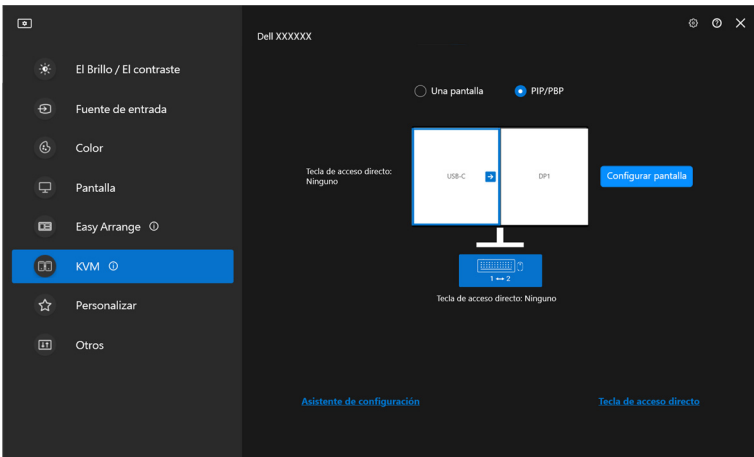 Dell XXXXXX
El Brillo / El contraste
Fuente de entrada
Color
Pantalla
Easy Arrange
KVM
Personalizar
Otros
Una pantalla
PIP/PBP
Tecla de acceso directo:
Ninguno
USB-C
DP1
Configurar pantalla
1 ↔ 2
Tecla de acceso directo: Ninguno
Asistente de configuración
Tecla de acceso directo